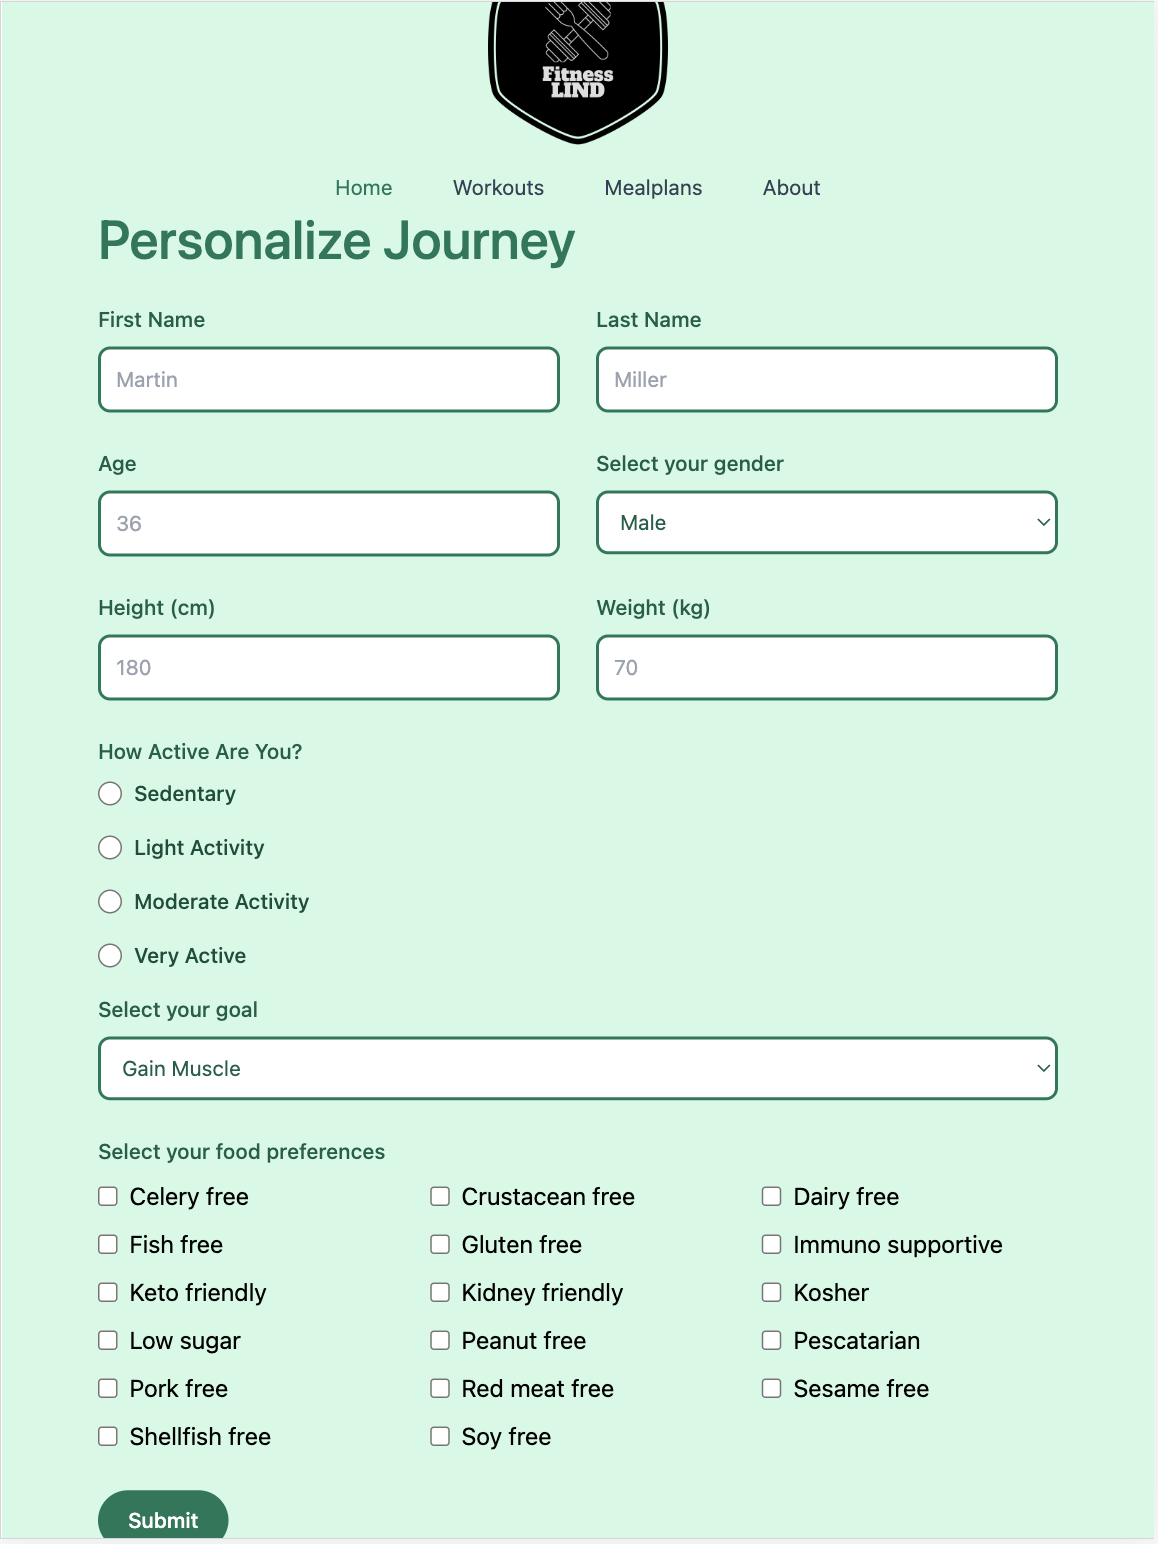 Fitness
LIND
Home Workouts Mealplans About
Personalize Journey
First Name Last Name
Martin Miller
Age Select your gender
36 Male
Height (cm) Weight (kg)
180 70
How Active Are You?
Sedentary
Light Activity
Moderate Activity
Very Active
Select your goal
Gain Muscle
Select your food preferences
Celery free Crustacean free Dairy free
Fish free Gluten free Immuno supportive
Keto friendly Kidney friendly Kosher
Low sugar Peanut free Pescatarian
Pork free Red meat free Sesame free
Shellfish free Soy free
Submit